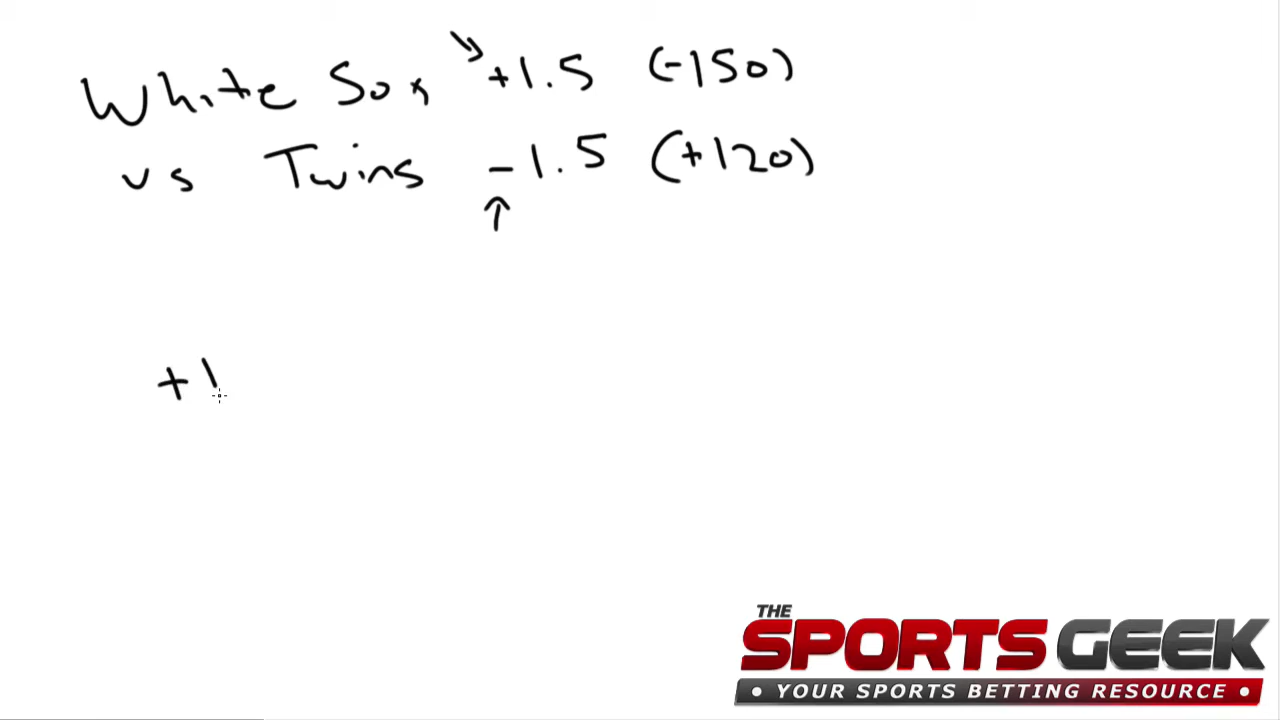 White Sox +1.5 (-150)
vs Twins -1.5 (+120)
+1
THE
SPORTS GEEK
• YOUR SPORTS BETTING RESOURCE •